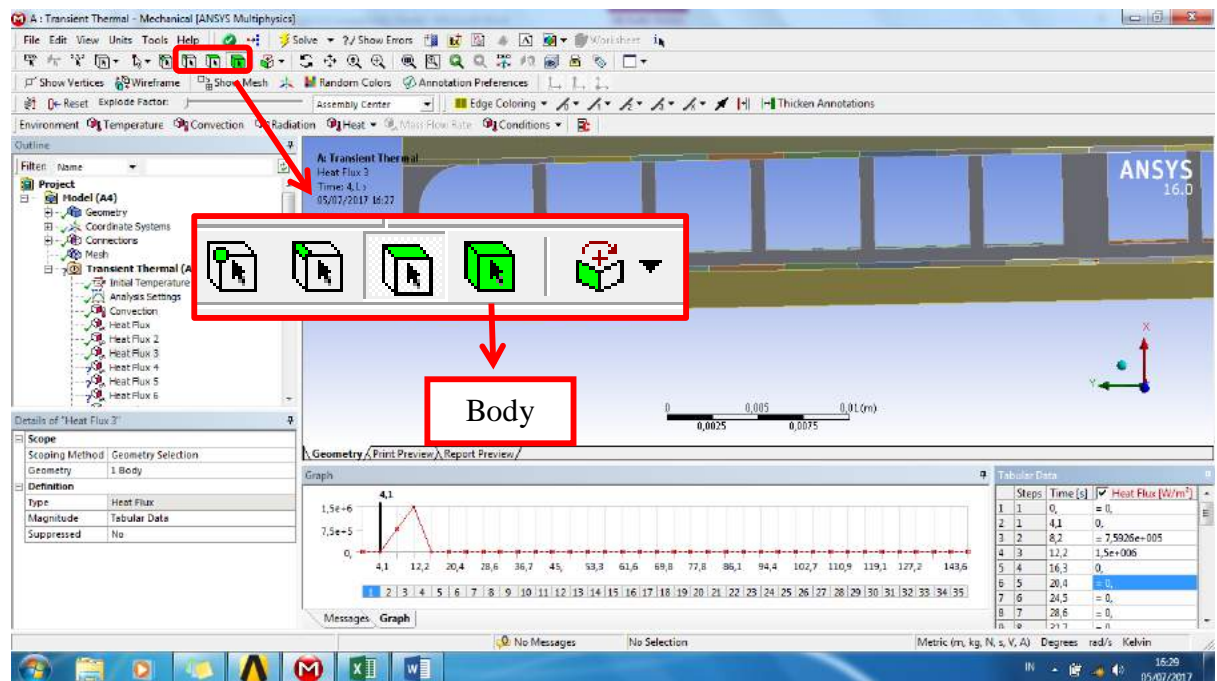 A : Transient Thermal - Mechanical [ANSYS Multiphysics]
File Edit View Units Tools Help Solve ?/ Show Errors Worksheet
Show Vertices Wireframe Show Mesh Random Colors Annotation Preferences
Reset Explode Factor: Assembly Center Edge Coloring Thicken Annotations
Environment Temperature Convection Radiation Heat Mass Flow Rate Conditions
Outline
Filter: Name
Project
Model (A4)
Geometry
Coordinate Systems
Connections
Mesh
Transient Thermal (A
Initial Temperature
Analysis Settings
Convection
Heat Flux
Heat Flux 2
Heat Flux 3
Heat Flux 4
Heat Flux 5
Heat Flux 6
A: Transient Thermal
Heat Flux 3
Time: 4,1 s
05/07/2017 16:27
ANSYS
16.0
Body
X
Y
0 0,005 0,01 (m)
0,0025 0,0075
Geometry Print Preview Report Preview
Details of "Heat Flux 3"
Scope
Scoping Method Geometry Selection
Geometry 1 Body
Definition
Type Heat Flux
Magnitude Tabular Data
Suppressed No
Graph
4,1
1,5e+6
7,5e+5
0,
4,1 12,2 20,4 28,6 36,7 45, 53,3 61,6 69,8 77,8 86,1 94,4 102,7 110,9 119,1 127,2 143,6
1 2 3 4 5 6 7 8 9 10 11 12 13 14 15 16 17 18 19 20 21 22 23 24 25 26 27 28 29 30 31 32 33 34 35
Messages Graph
Tabular Data
Steps Time [s] Heat Flux [W/m²]
1 1 0, = 0,
2 1 4,1 0,
3 2 8,2 = 7,5926e+005
4 3 12,2 1,5e+006
5 4 16,3 0,
6 5 20,4 = 0,
7 6 24,5 = 0,
8 7 28,6 = 0,
No Messages No Selection Metric (m, kg, N, s, V, A) Degrees rad/s Kelvin
IN 16:29
05/07/2017